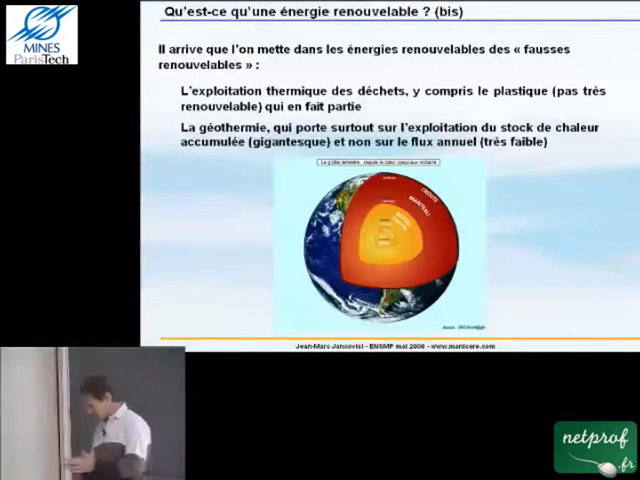 Qu'est-ce qu'une énergie renouvelable ? (bis)
MINES
ParisTech
Il arrive que l'on mette dans les énergies renouvelables des « fausses
renouvelables » :
L'exploitation thermique des déchets, y compris le plastique (pas très
renouvelable) qui en fait partie
La géothermie, qui porte surtout sur l'exploitation du stock de chaleur
accumulée (gigantesque) et non sur le flux annuel (très faible)
CROUTE
MANTEAU
Jean-Marc Jancovici - ENSMP mai 2008 - www.manicore.com
netprof
.fr